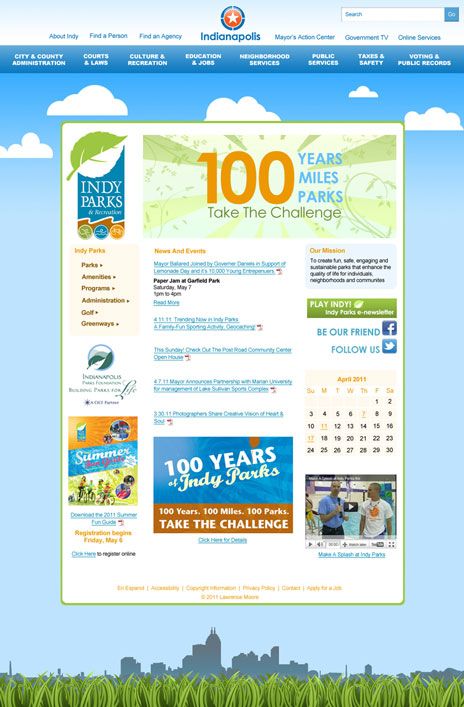 Search
Go
About Indy
Find a Person
Find an Agency
Indianapolis
Mayor's Action Center
Government TV
Online Services
CITY & COUNTY
ADMINISTRATION
COURTS
& LAWS
CULTURE &
RECREATION
EDUCATION
& JOBS
NEIGHBORHOOD
SERVICES
PUBLIC
SERVICES
TAXES &
SAFETY
VOTING &
PUBLIC RECORDS
INDY
PARKS
& Recreation
100 YEARS
MILES
PARKS
Take The Challenge
Indy Parks
Parks
Amenities
Programs
Administration
Golf
Greenways
INDIANAPOLIS
PARKS FOUNDATION
BUILDING PARKS for life
A CICF Partner
Summer
Fun Guide
Download the 2011 Summer
Fun Guide
Registration begins
Friday, May 6
Click Here to register online
News And Events
Mayor Ballared Joined by Governer Daniels in Support of
Lemonade Day and it's 10,000 Young Entrepenuers
Paper Jam at Garfield Park
Saturday, May 7
1pm to 4pm
Read More
4.11.11: Trending Now in Indy Parks
A Family-Fun Sporting Activity, Geocaching!
This Sunday! Check Out The Post Road Community Center
Open House
4.7.11 Mayor Announces Partnership with Marian University
for management of Lake Sullivan Sports Complex
3.30.11 Photographers Share Creative Vision of Heart &
Soul
100 YEARS
of Indy Parks
100 Years. 100 Miles. 100 Parks.
TAKE THE CHALLENGE
Click Here for Details
Our Mission
To create fun, safe, engaging and
sustainable parks that enhance the
quality of life for individuals,
neighborhoods and communities
PLAY INDY!
Indy Parks e-newsletter
BE OUR FRIEND
FOLLOW US
April 2011
Su M T W Th F Sa
1 2
3 4 5 6 7 8 9
10 11 12 13 14 15 16
17 18 19 20 21 22 23
24 25 26 27 28 29 30
Make A Splash at Indy Parks
En Espanol | Accessibility | Copyright Information | Privacy Policy | Contact | Apply for a Job
© 2011 Lawrence Moore